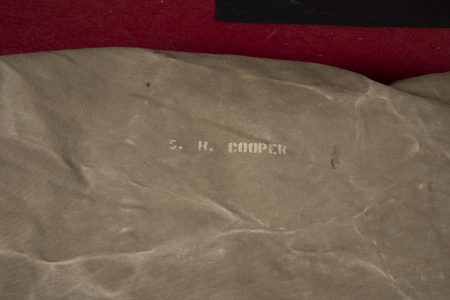 S. H. COOPER